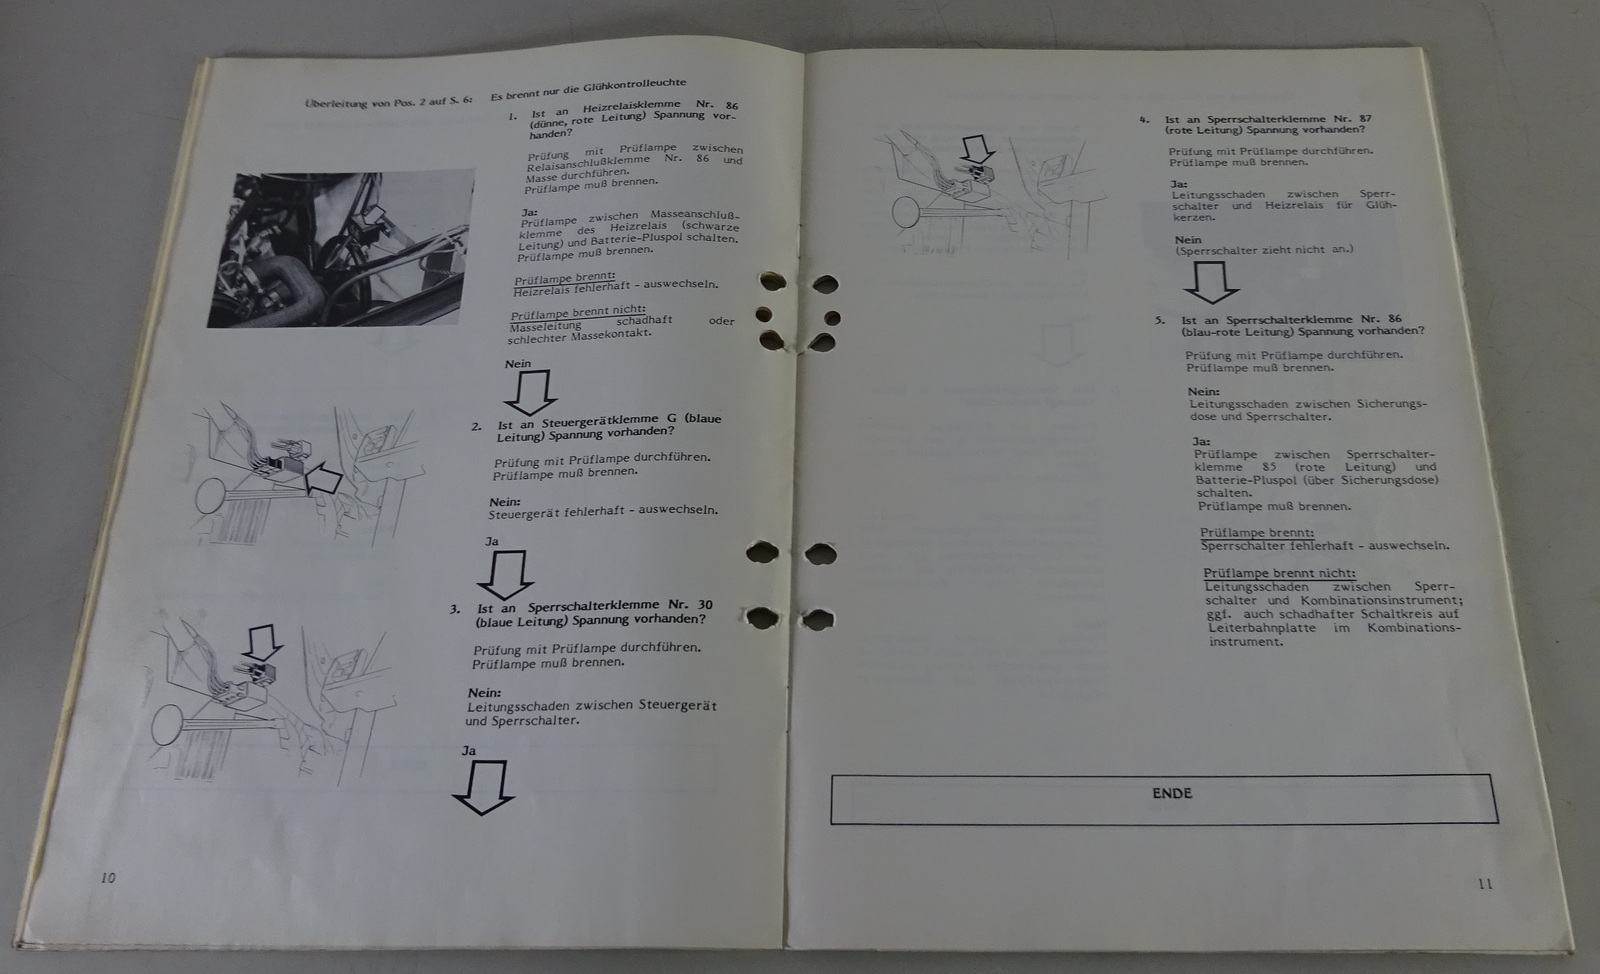 Überleitung von Pos. 2 auf S. 6: Es brennt nur die Glühkontrolleuchte
1. Ist an Heizrelaisklemme Nr. 86
(dünne, rote Leitung) Spannung vor-
handen?
Prüfung mit Prüflampe zwischen
Relaisanschlußklemme Nr. 86 und
Masse durchführen.
Prüflampe muß brennen.
Ja:
Prüflampe zwischen Masseanschluß-
klemme des Heizrelais (schwarze
Leitung) und Batterie-Pluspol schalten.
Prüflampe muß brennen.
Prüflampe brennt:
Heizrelais fehlerhaft - auswechseln.
Prüflampe brennt nicht:
Masseleitung schadhaft oder
schlechter Massekontakt.
Nein
2. Ist an Steuergerätklemme G (blaue
Leitung) Spannung vorhanden?
Prüfung mit Prüflampe durchführen.
Prüflampe muß brennen.
Nein:
Steuergerät fehlerhaft - auswechseln.
Ja
3. Ist an Sperrschalterklemme Nr. 30
(blaue Leitung) Spannung vorhanden?
Prüfung mit Prüflampe durchführen.
Prüflampe muß brennen.
Nein:
Leitungsschaden zwischen Steuergerät
und Sperrschalter.
Ja
10
4. Ist an Sperrschalterklemme Nr. 87
(rote Leitung) Spannung vorhanden?
Prüfung mit Prüflampe durchführen.
Prüflampe muß brennen.
Ja:
Leitungsschaden zwischen Sperr-
schalter und Heizrelais für Glüh-
kerzen.
Nein
(Sperrschalter zieht nicht an.)
5. Ist an Sperrschalterklemme Nr. 86
(blau-rote Leitung) Spannung vorhanden?
Prüfung mit Prüflampe durchführen.
Prüflampe muß brennen.
Nein:
Leitungsschaden zwischen Sicherungs-
dose und Sperrschalter.
Ja:
Prüflampe zwischen Sperrschalter-
klemme 85 (rote Leitung) und
Batterie-Pluspol (über Sicherungsdose)
schalten.
Prüflampe muß brennen.
Prüflampe brennt:
Sperrschalter fehlerhaft - auswechseln.
Prüflampe brennt nicht:
Leitungsschaden zwischen Sperr-
schalter und Kombinationsinstrument;
ggf. auch schadhafter Schaltkreis auf
Leiterbahnplatte im Kombinations-
instrument.
ENDE
11